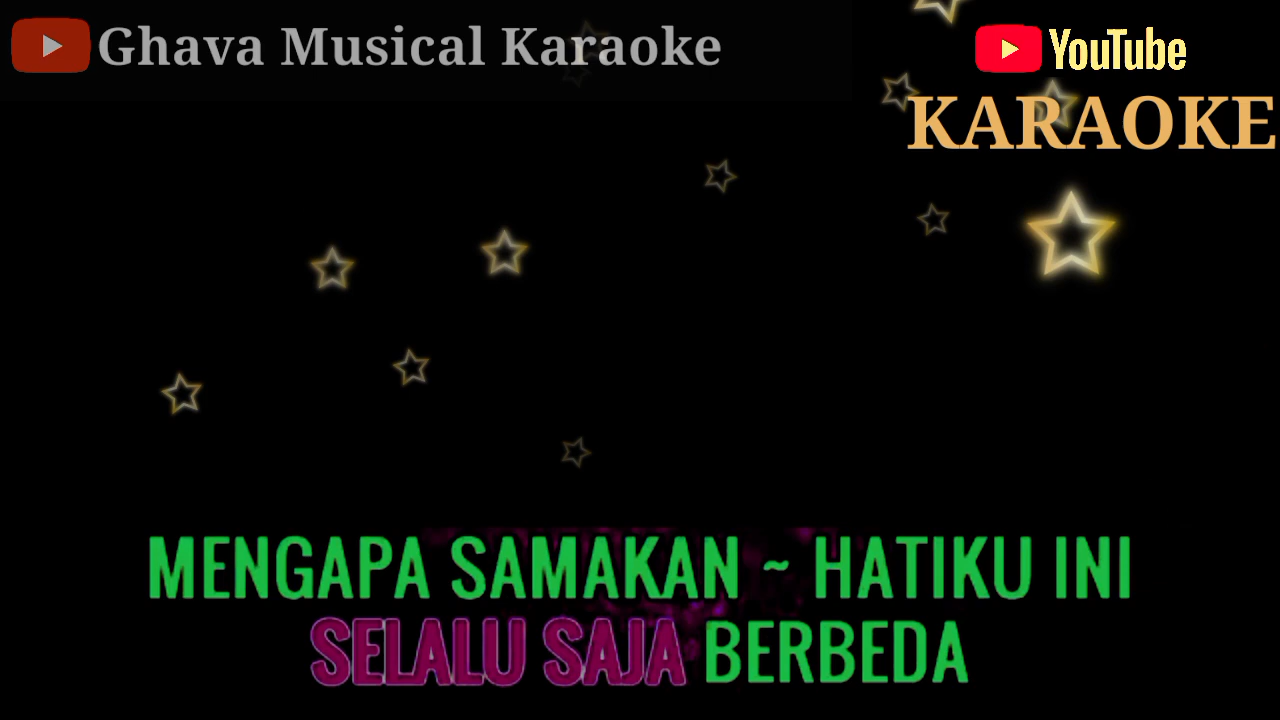 Ghava Musical Karaoke
YouTube
KARAOKE
MENGAPA SAMAKAN ~ HATIKU INI
SELALU SAJA BERBEDA